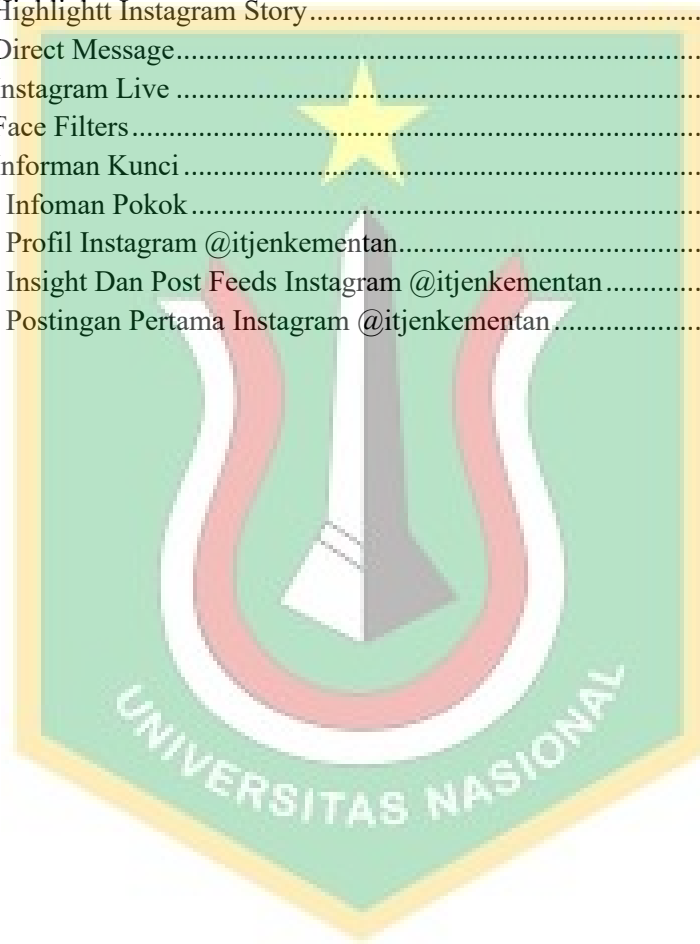 Highlightt Instagram Story................................................................
Direct Message................................................................
Instagram Live ................................................................
Face Filters................................................................
Informan Kunci................................................................
Infoman Pokok................................................................
Profil Instagram @itjenkementan................................................
Insight Dan Post Feeds Instagram @itjenkementan................
Postingan Pertama Instagram @itjenkementan.....................
UNIVERSITAS NASIONAL